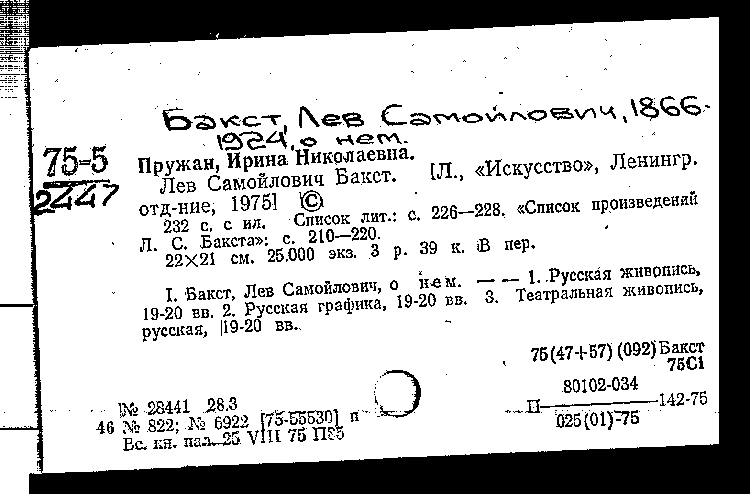 Бакст, Лев Самойлович, 1866-
1924, о нем.
75-5
2447
Пружан, Ирина Николаевна.
Лев Самойлович Бакст. [Л., «Искусство», Ленингр.
отд-ние, 1975] ©
232 с. с ил. Список лит.: с. 226—228. «Список произведений
Л. С. Бакста»: с. 210—220.
22×21 см. 25.000 экз. 3 р. 39 к. В пер.
I. Бакст, Лев Самойлович, о нем. — — 1. Русская живопись,
19-20 вв. 2. Русская графика, 19-20 вв. 3. Театральная живопись,
русская, 19-20 вв.
75(47+57)(092)Бакст
75С1
№ 28441 28.3
46 № 822; № 6922 [75-55530] п
Вс. кн. пал. 25 VIII 75 П85
80102-034
П————142-75
025(01)-75